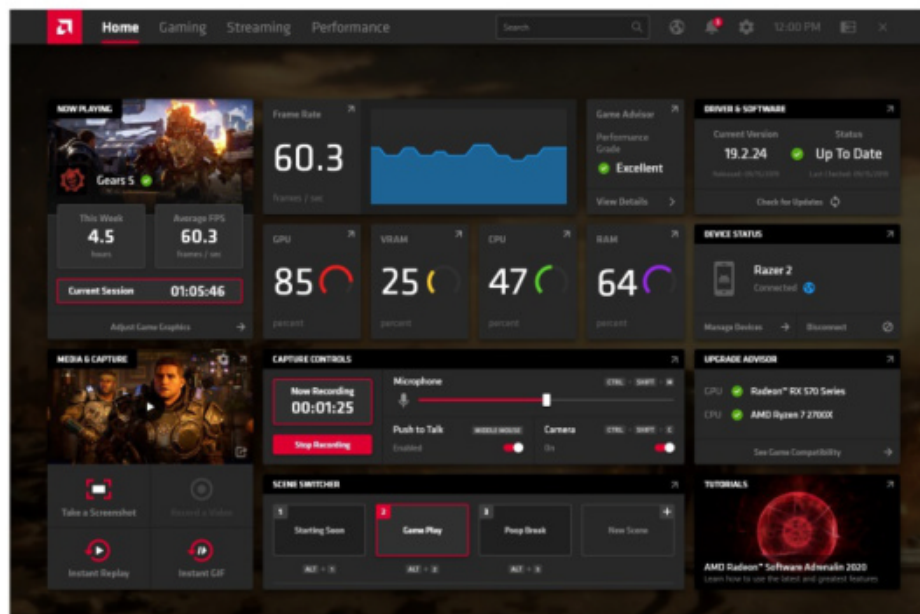 Home Gaming Streaming Performance
Search
3
12:00 PM
NOW PLAYING
Gears 5
This Week
4.5
hours
Average FPS
60.3
frames / sec
Current Session 01:05:46
Adjust Game Graphics
Frame Rate
60.3
frames / sec
Game Advisor
Performance
Grade
Excellent
View Details
DRIVER & SOFTWARE
Current Version
19.2.24
Status
Up To Date
Check for Updates
GPU
85
percent
VRAM
25
percent
CPU
47
percent
RAM
64
percent
DEVICE STATUS
Razer 2
Connected
Manage Devices
Disconnect
MEDIA & CAPTURE
Take a Screenshot
Record a Video
Instant Replay
Instant GIF
CAPTURE CONTROLS
Now Recording
00:01:25
Stop Recording
Microphone
CTRL + SHIFT + M
Push to Talk
MIDDLE MOUSE
Enabled
Camera
CTRL + SHIFT + C
On
UPGRADE ADVISOR
GPU Radeon™ RX 570 Series
CPU AMD Ryzen 7 2700X
See Game Compatibility
SCENE SWITCHER
1
Starting Soon
ALT + 1
2
Game Play
ALT + 2
3
Poop Break
ALT + 3
New Scene
TUTORIALS
AMD Radeon™ Software Adrenalin 2020
Learn how to use the latest and greatest features